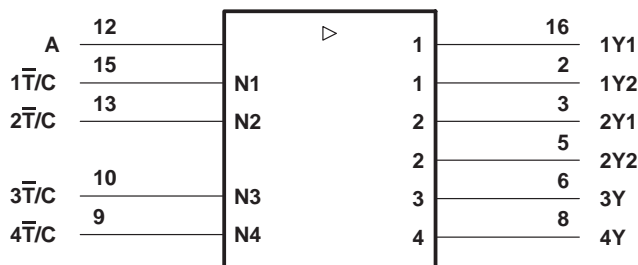 12 16
A 1 1Y1
15 2
1T̅/C N1 1 1Y2
13 3
2T̅/C N2 2 2Y1
5
2 2Y2
10 6
3T̅/C N3 3 3Y
9 8
4T̅/C N4 4 4Y